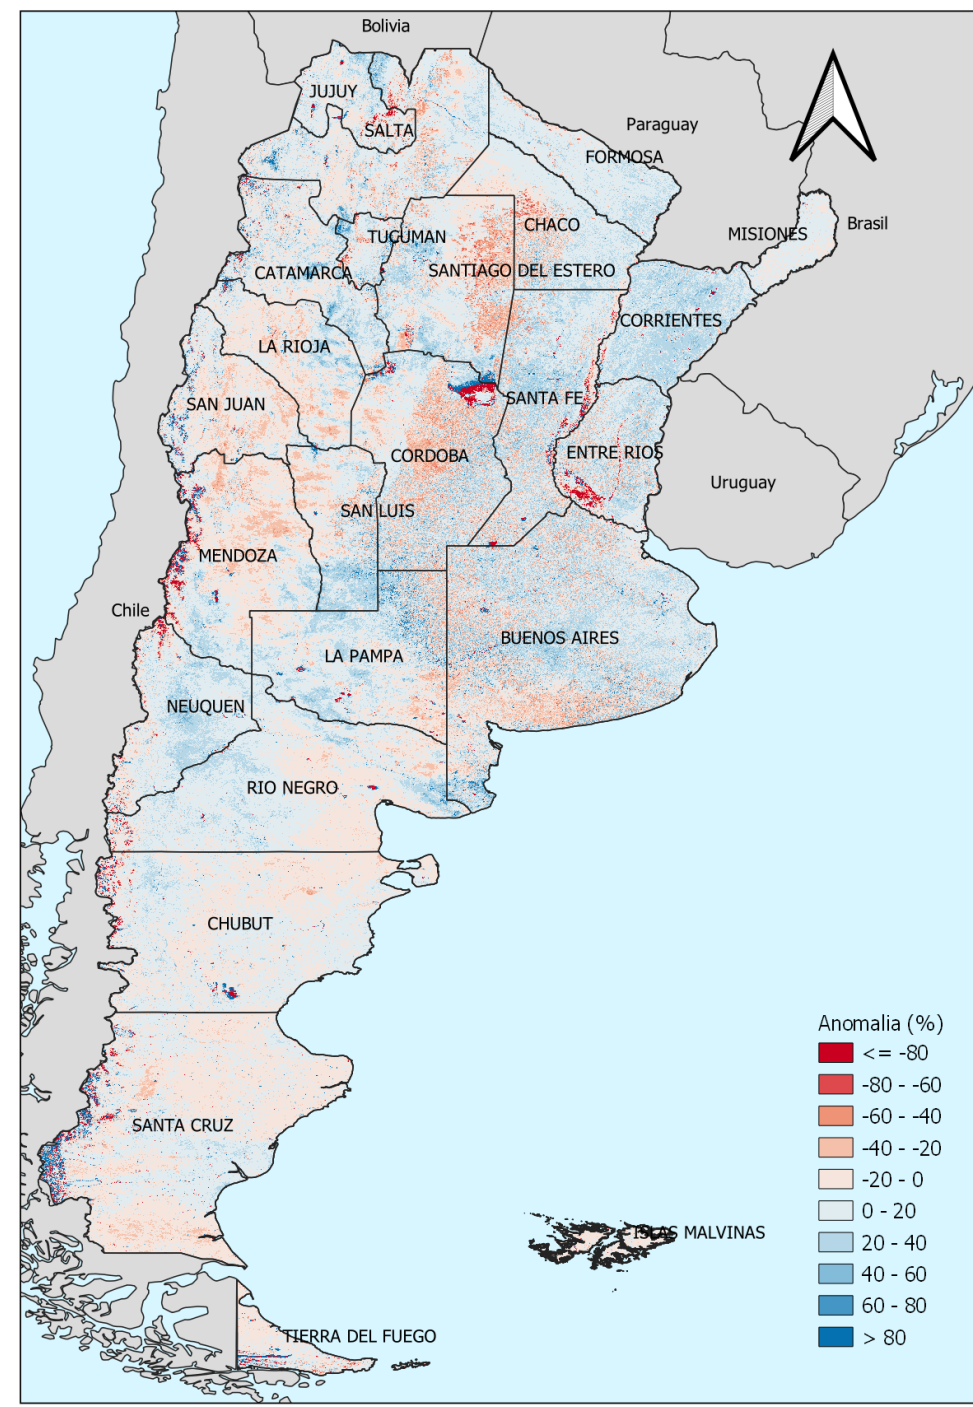 Bolivia
JUJUY
SALTA
Paraguay
FORMOSA
CHACO
Brasil
MISIONES
TUCUMAN
CATAMARCA
SANTIAGO DEL ESTERO
CORRIENTES
LA RIOJA
SAN JUAN
SANTA FE
CORDOBA
ENTRE RIOS
Uruguay
SAN LUIS
MENDOZA
Chile
BUENOS AIRES
LA PAMPA
NEUQUEN
RIO NEGRO
CHUBUT
SANTA CRUZ
ISLAS MALVINAS
TIERRA DEL FUEGO
Anomalia (%)
<= -80
-80 - -60
-60 - -40
-40 - -20
-20 - 0
0 - 20
20 - 40
40 - 60
60 - 80
> 80